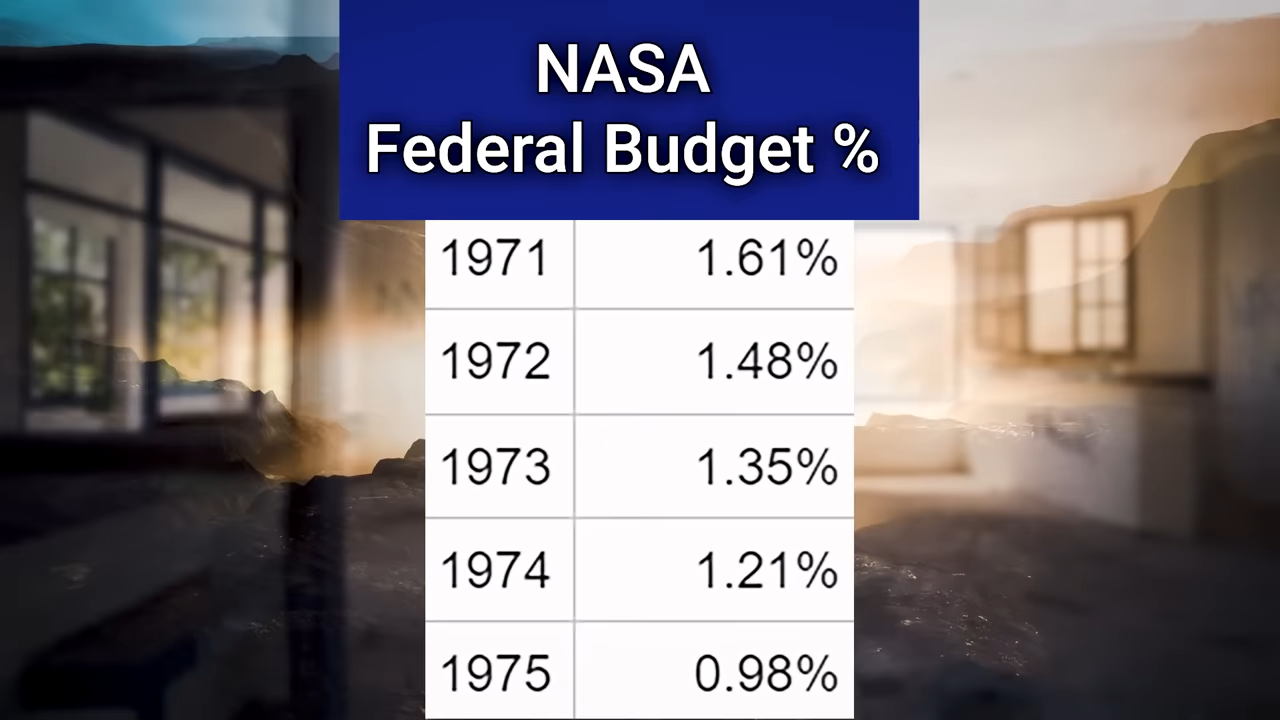 NASA
Federal Budget %
1971 1.61%
1972 1.48%
1973 1.35%
1974 1.21%
1975 0.98%